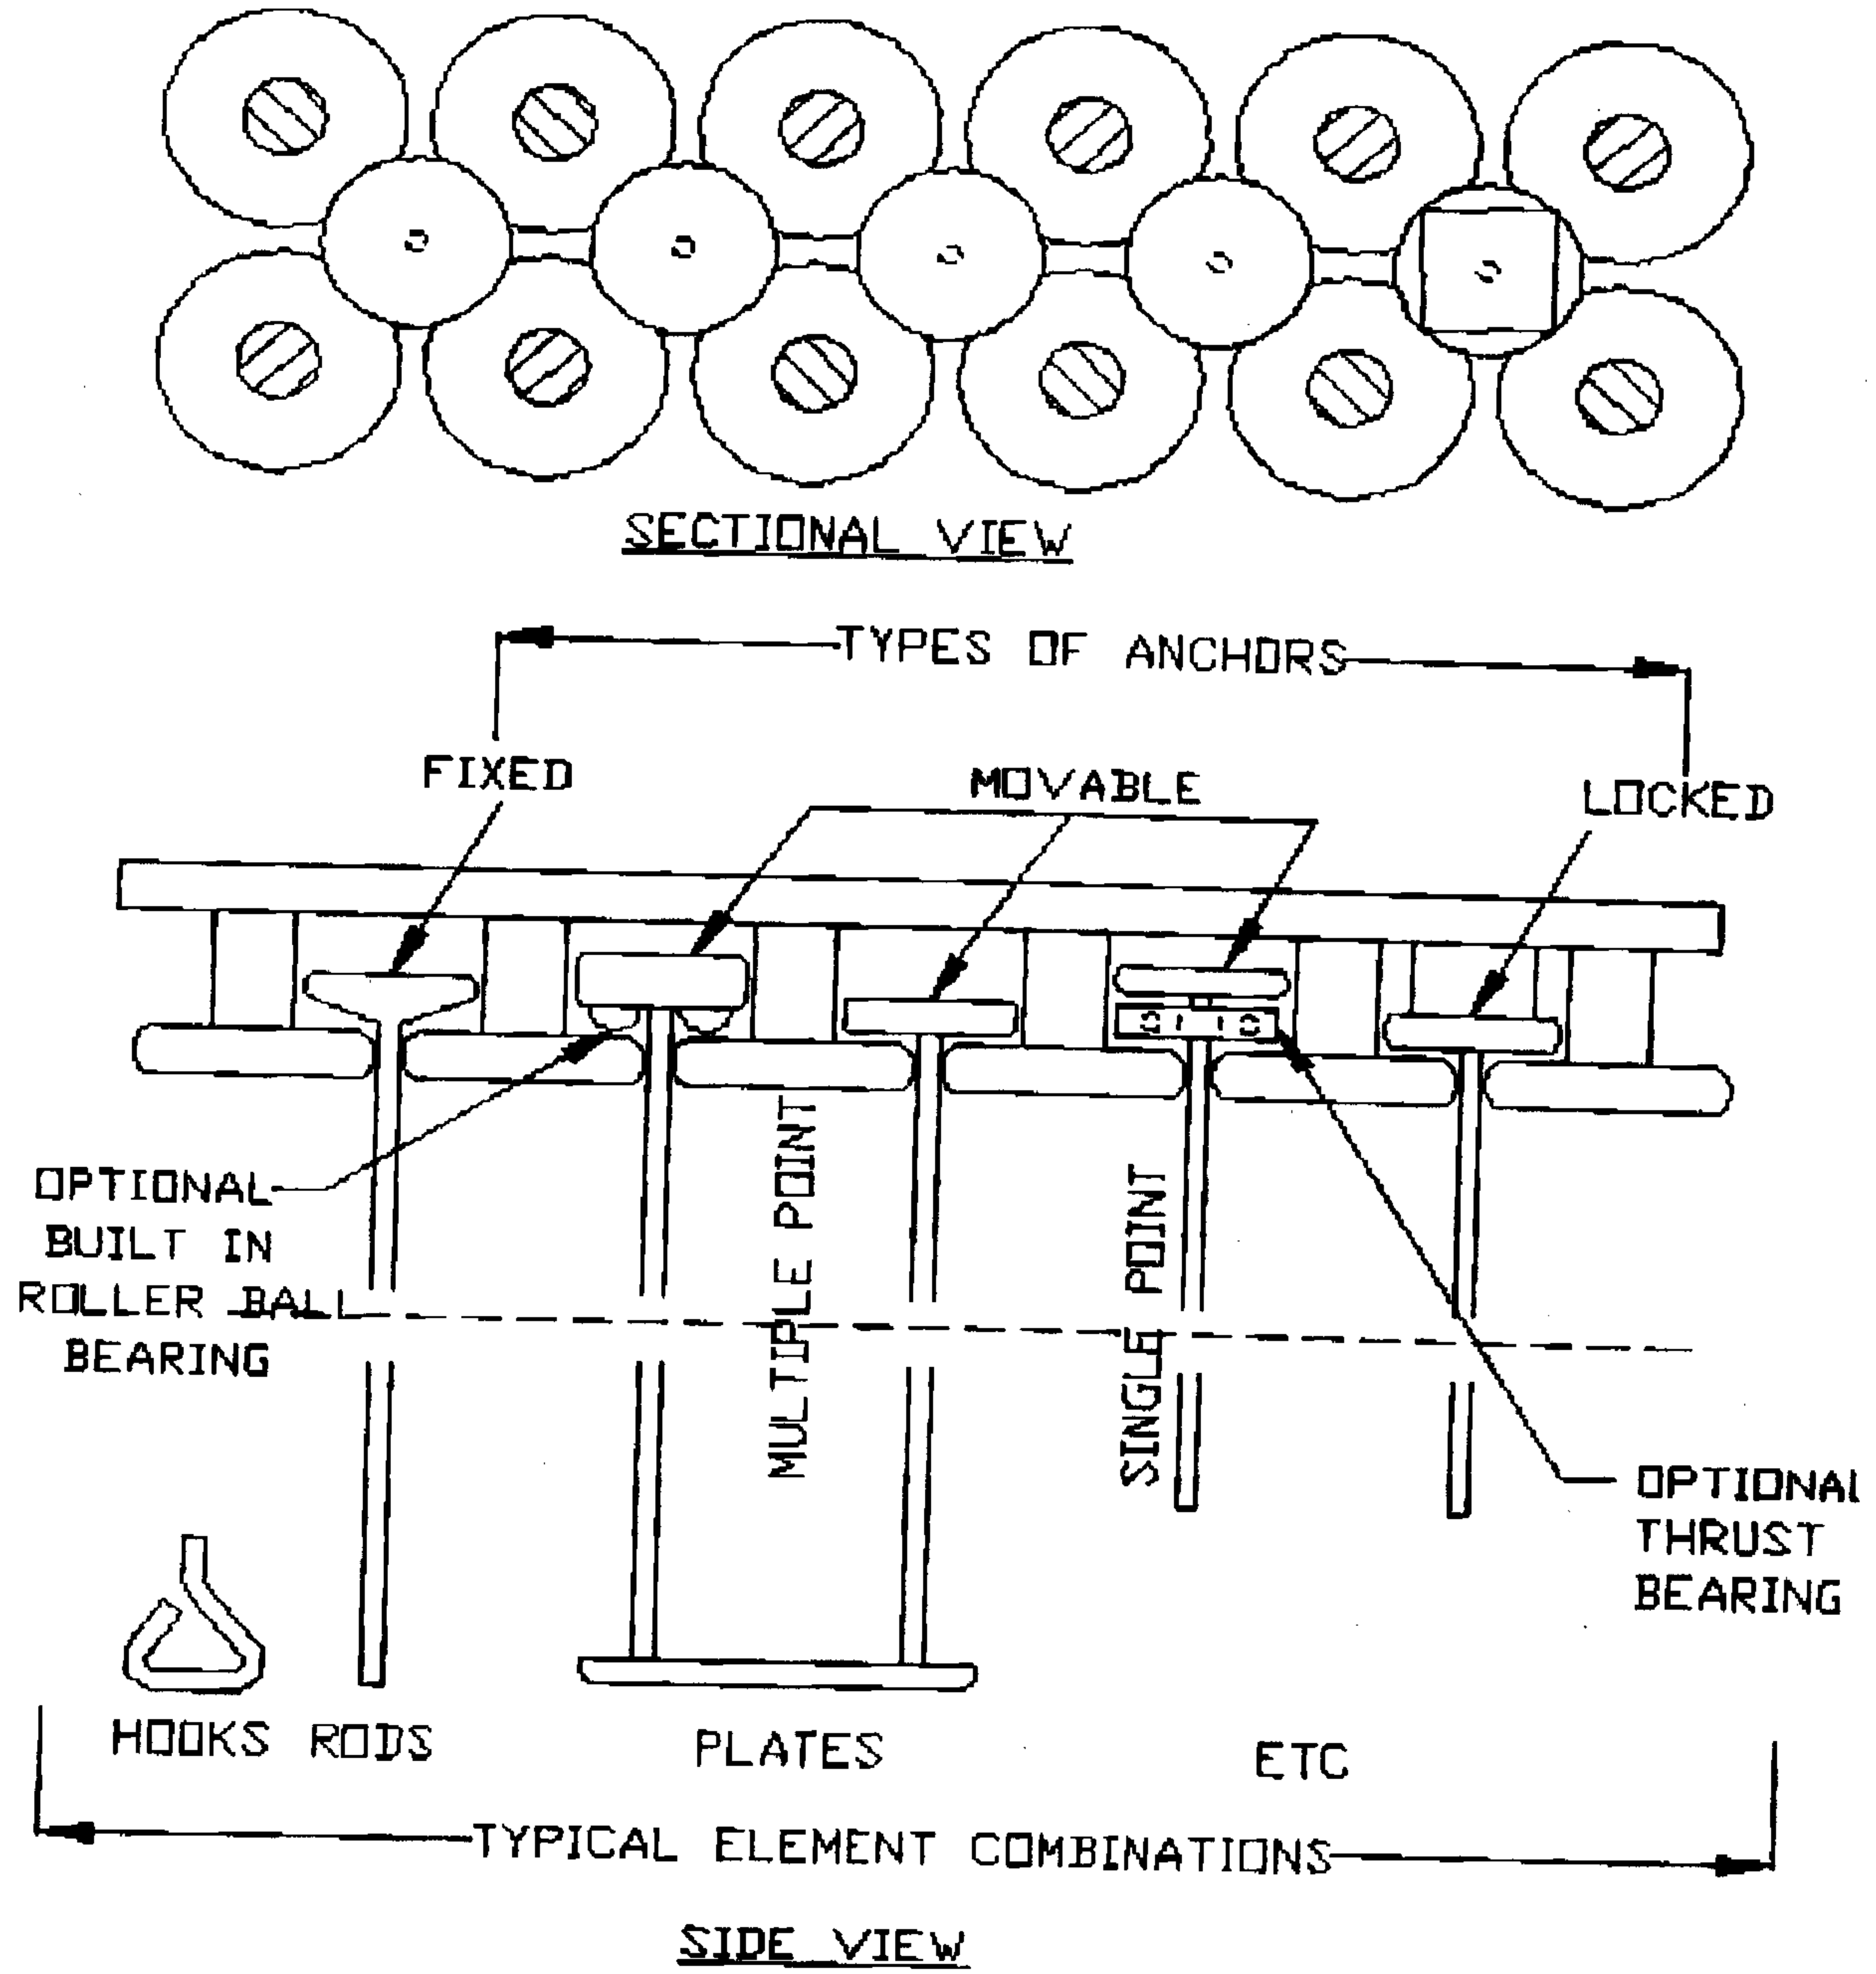 SECTIONAL VIEW
TYPES OF ANCHORS
FIXED
MOVABLE
LOCKED
OPTIONAL
BUILT IN
ROLLER BALL
BEARING
MULTIPLE POINT
SINGLE POINT
OPTIONAL
THRUST
BEARING
HOOKS RODS
PLATES
ETC
TYPICAL ELEMENT COMBINATIONS
SIDE VIEW